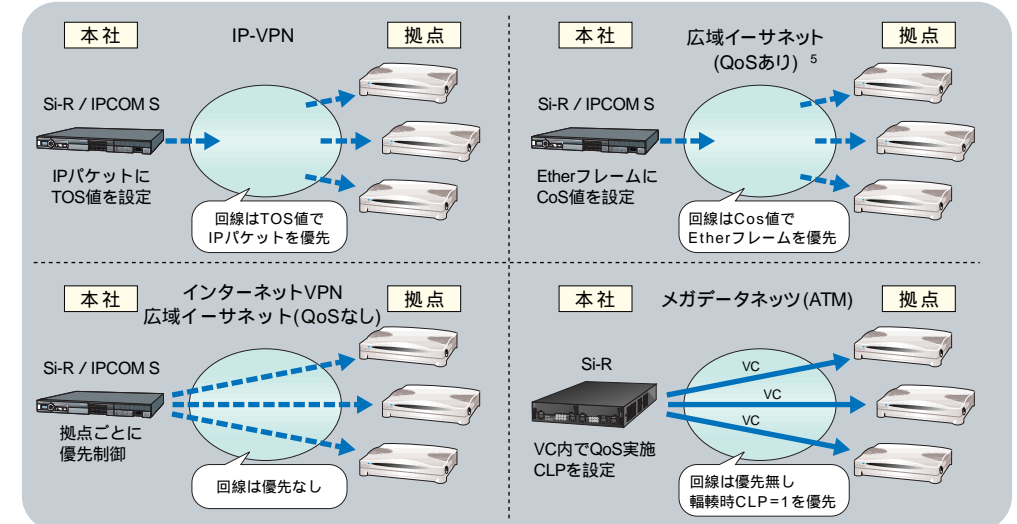 本社
IP-VPN
拠点
Si-R / IPCOM S
IPパケットに
TOS値を設定
回線はTOS値で
IPパケットを優先
本社
広域イーサネット
(QoSあり) 5
拠点
Si-R / IPCOM S
Etherフレームに
CoS値を設定
回線はCos値で
Etherフレームを優先
本社
インターネットVPN
広域イーサネット(QoSなし)
拠点
Si-R / IPCOM S
拠点ごとに
優先制御
回線は優先なし
本社
メガデータネッツ(ATM)
拠点
Si-R
VC
VC
VC
VC内でQoS実施
CLPを設定
回線は優先無し
輻輳時CLP=1を優先